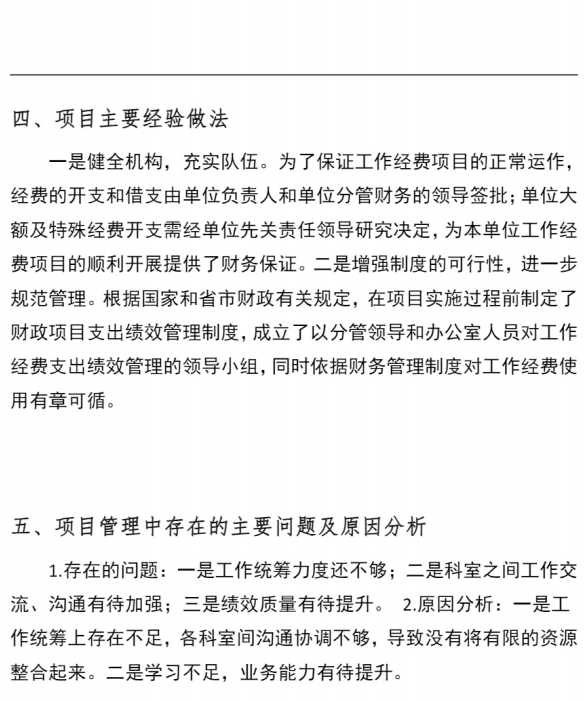 四、项目主要经验做法
一是健全机构，充实队伍。为了保证工作经费项目的正常运作，
经费的开支和借支由单位负责人和单位分管财务的领导签批；单位大
额及特殊经费开支需经单位先关责任领导研究决定，为本单位工作经
费项目的顺利开展提供了财务保证。二是增强制度的可行性，进一步
规范管理。根据国家和省市财政有关规定，在项目实施过程前制定了
财政项目支出绩效管理制度，成立了以分管领导和办公室人员对工作
经费支出绩效管理的领导小组，同时依据财务管理制度对工作经费使
用有章可循。
五、项目管理中存在的主要问题及原因分析
1.存在的问题：一是工作统筹力度还不够；二是科室之间工作交
流、沟通有待加强；三是绩效质量有待提升。 2.原因分析：一是工
作统筹上存在不足，各科室间沟通协调不够，导致没有将有限的资源
整合起来。二是学习不足，业务能力有待提升。